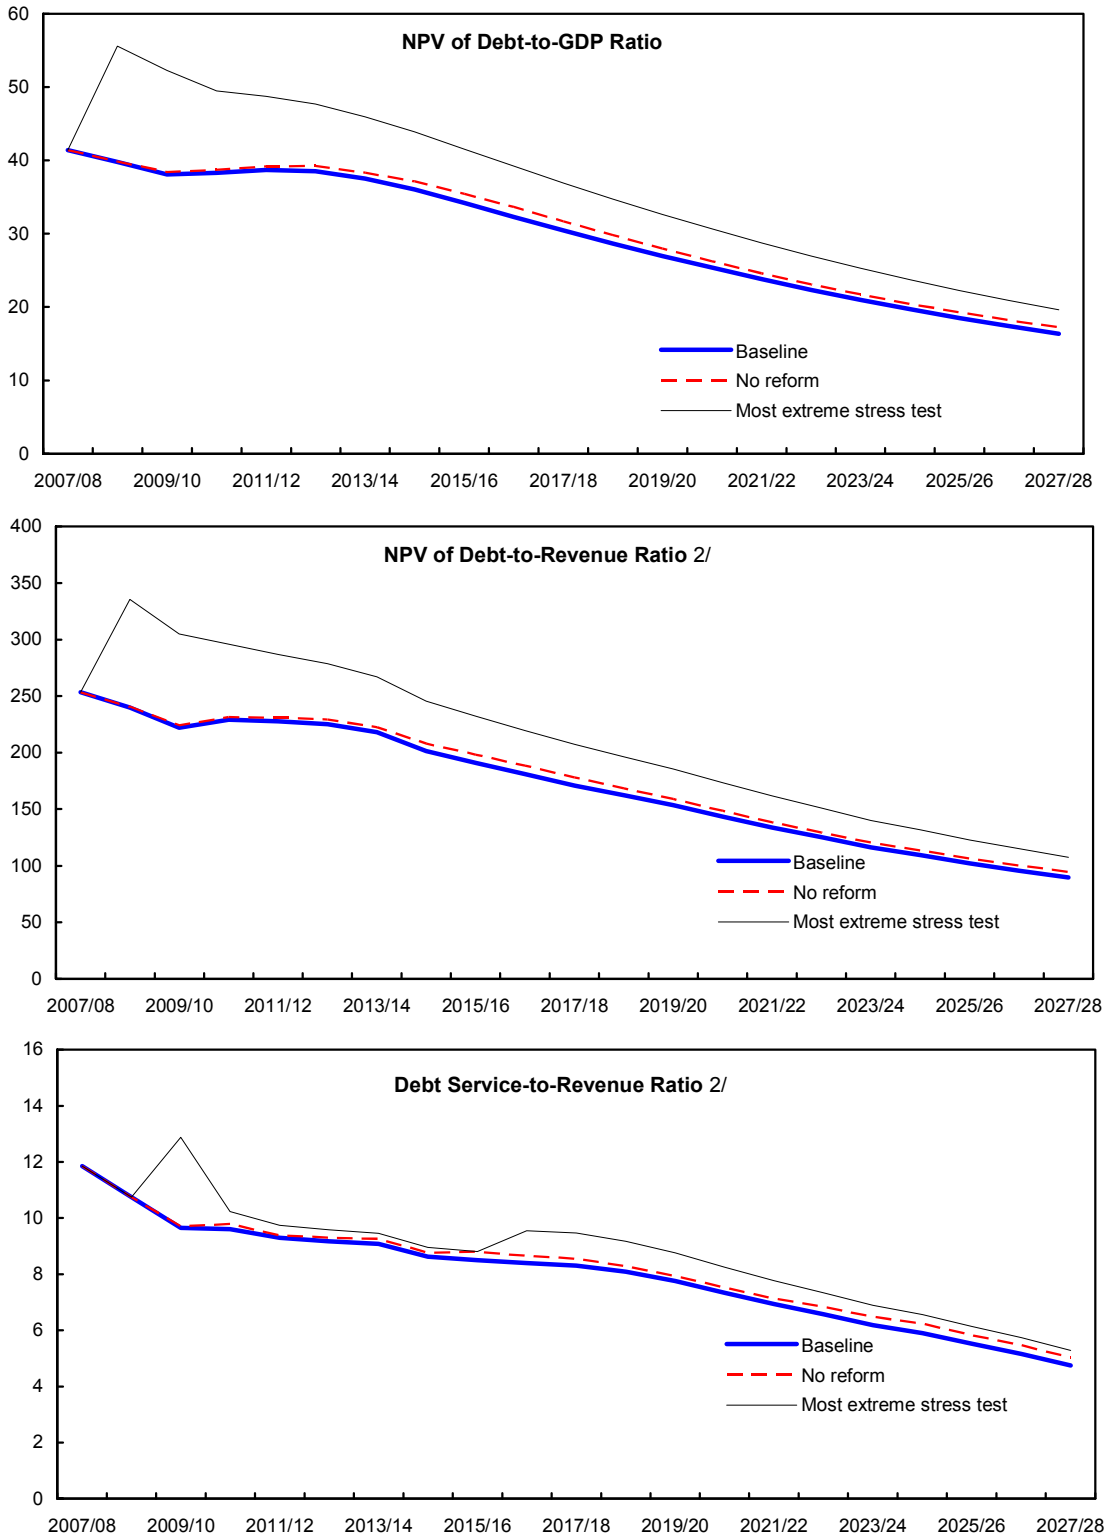 NPV of Debt-to-GDP Ratio
60
50
40
30
20
10
0
Baseline
No reform
Most extreme stress test
2007/08 2009/10 2011/12 2013/14 2015/16 2017/18 2019/20 2021/22 2023/24 2025/26 2027/28
NPV of Debt-to-Revenue Ratio 2/
400
350
300
250
200
150
100
50
0
Baseline
No reform
Most extreme stress test
2007/08 2009/10 2011/12 2013/14 2015/16 2017/18 2019/20 2021/22 2023/24 2025/26 2027/28
Debt Service-to-Revenue Ratio 2/
16
14
12
10
8
6
4
2
0
Baseline
No reform
Most extreme stress test
2007/08 2009/10 2011/12 2013/14 2015/16 2017/18 2019/20 2021/22 2023/24 2025/26 2027/28